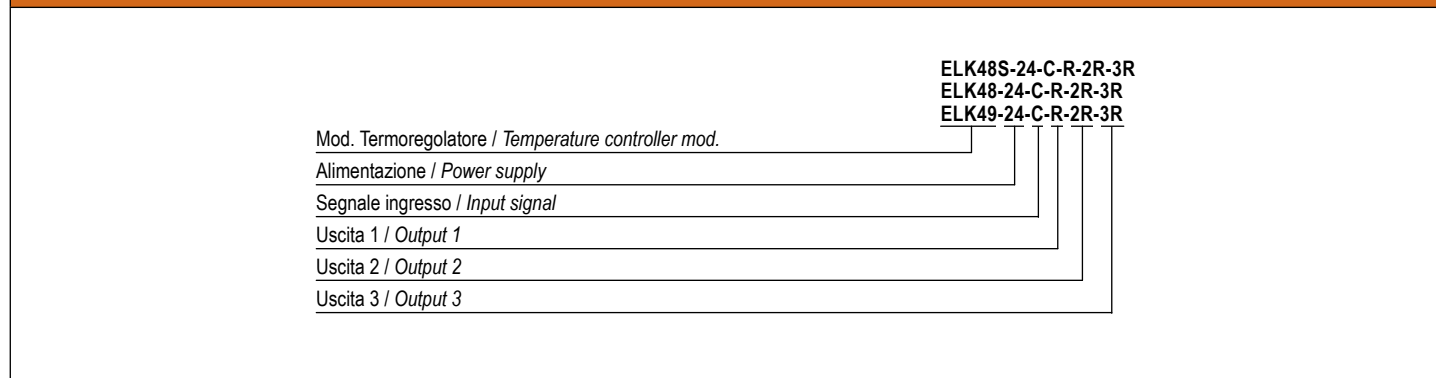 ELK48S-24-C-R-2R-3R
ELK48-24-C-R-2R-3R
ELK49-24-C-R-2R-3R
Mod. Termoregolatore / Temperature controller mod.
Alimentazione / Power supply
Segnale ingresso / Input signal
Uscita 1 / Output 1
Uscita 2 / Output 2
Uscita 3 / Output 3